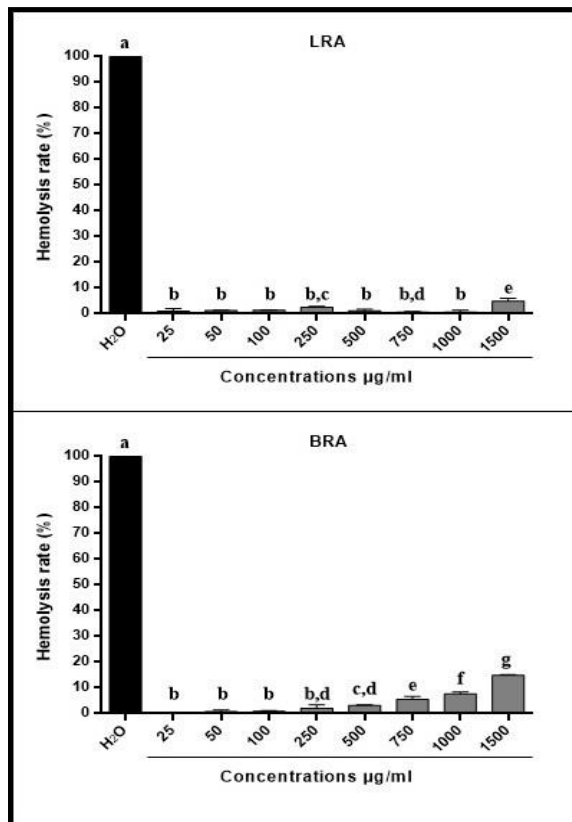 LRA
Hemolysis rate (%)
100
90
80
70
60
50
40
30
20
10
0
a
b
b
b
b,c
b
b,d
b
e
H2O
25
50
100
250
500
750
1000
1500
Concentrations µg/ml
BRA
Hemolysis rate (%)
100
90
80
70
60
50
40
30
20
10
0
a
b
b
b
b,d
c,d
e
f
g
H2O
25
50
100
250
500
750
1000
1500
Concentrations µg/ml